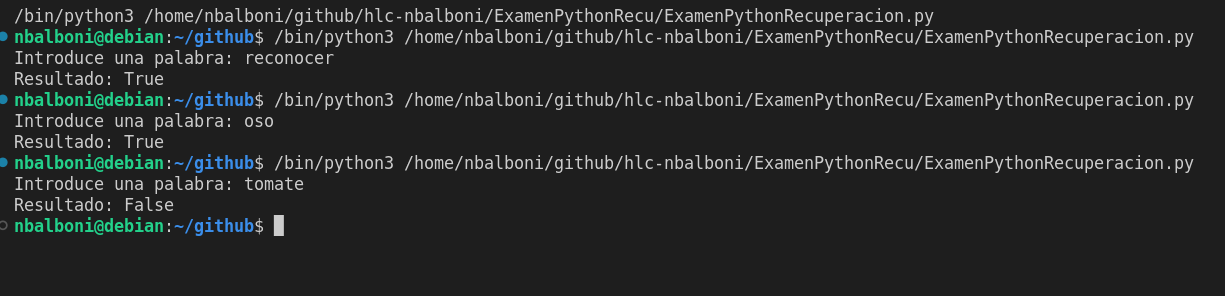 /bin/python3 /home/nbalboni/github/hlc-nbalboni/ExamenPythonRecu/ExamenPythonRecuperacion.py
nbalboni@debian:~/github$ /bin/python3 /home/nbalboni/github/hlc-nbalboni/ExamenPythonRecu/ExamenPythonRecuperacion.py
Introduce una palabra: reconocer
Resultado: True
nbalboni@debian:~/github$ /bin/python3 /home/nbalboni/github/hlc-nbalboni/ExamenPythonRecu/ExamenPythonRecuperacion.py
Introduce una palabra: oso
Resultado: True
nbalboni@debian:~/github$ /bin/python3 /home/nbalboni/github/hlc-nbalboni/ExamenPythonRecu/ExamenPythonRecuperacion.py
Introduce una palabra: tomate
Resultado: False
nbalboni@debian:~/github$